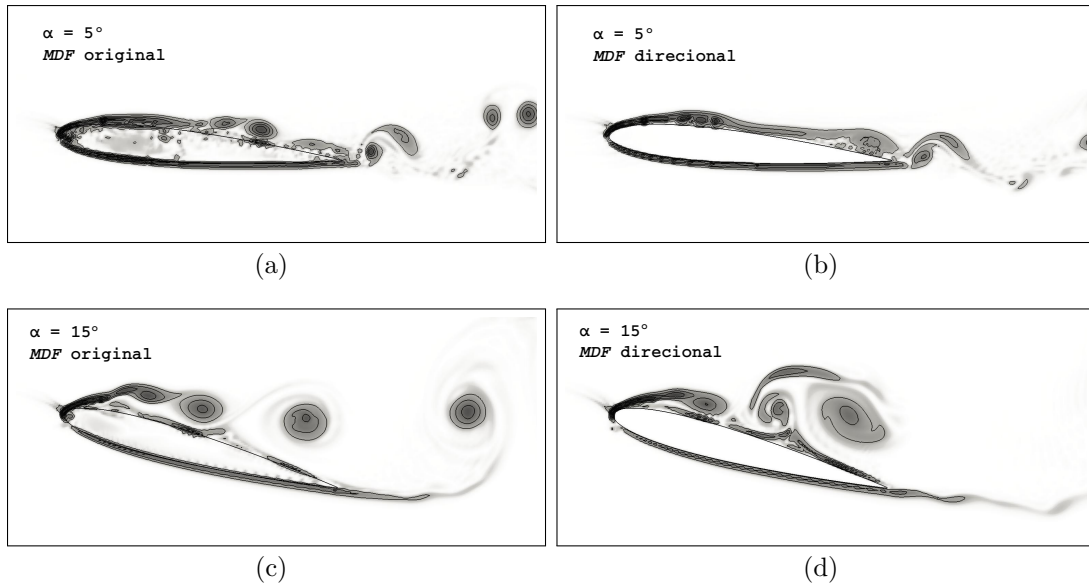 α = 5°
MDF original
α = 5°
MDF direcional
(a)
(b)
α = 15°
MDF original
α = 15°
MDF direcional
(c)
(d)